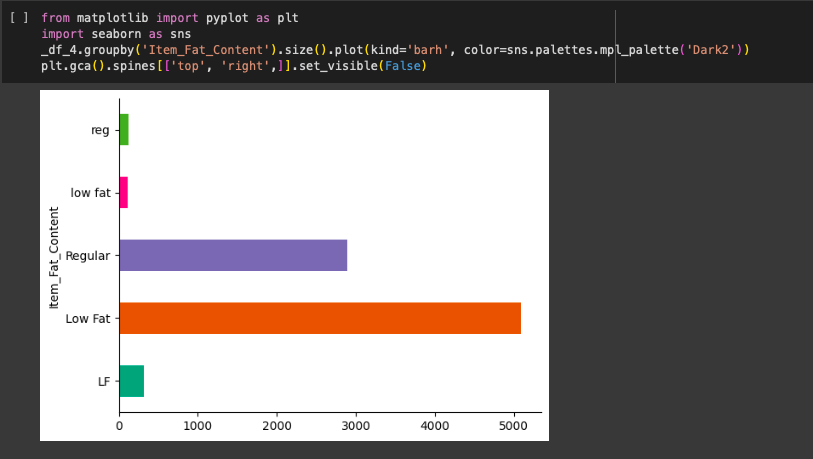 [ ] from matplotlib import pyplot as plt
import seaborn as sns
_df_4.groupby('Item_Fat_Content').size().plot(kind='barh', color=sns.palettes.mpl_palette('Dark2'))
plt.gca().spines[['top', 'right',]].set_visible(False)
reg
low fat
Regular
Low Fat
LF
Item_Fat_Content
0 1000 2000 3000 4000 5000